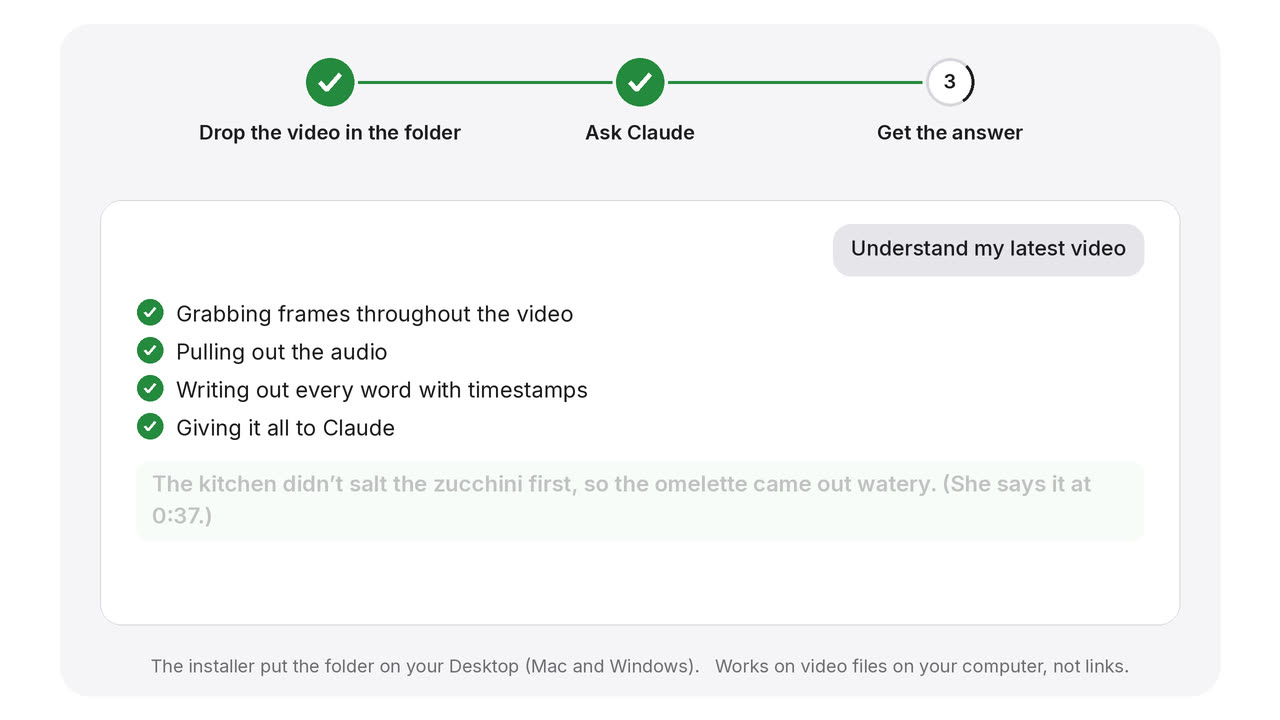 3
Drop the video in the folder
Ask Claude
Get the answer
Understand my latest video
Grabbing frames throughout the video
Pulling out the audio
Writing out every word with timestamps
Giving it all to Claude
The kitchen didn’t salt the zucchini first, so the omelette came out watery. (She says it at
0:37.)
The installer put the folder on your Desktop (Mac and Windows). Works on video files on your computer, not links.